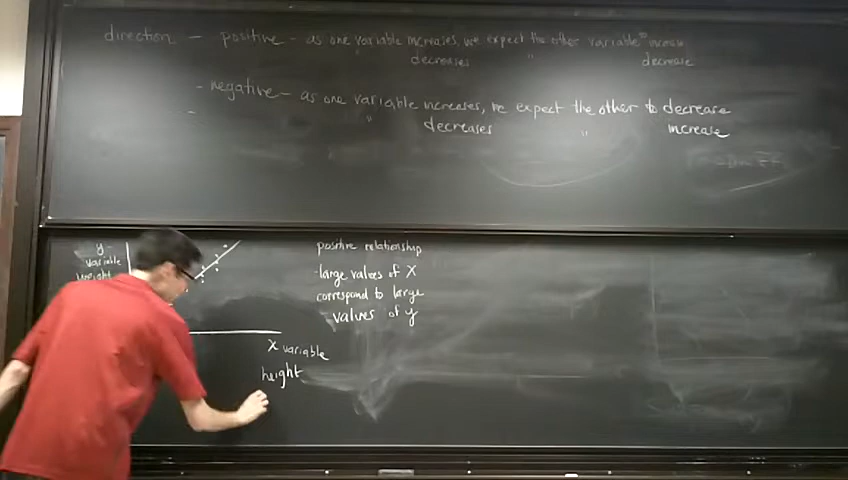 direction - positive - as one variable increases, we expect the other variable to increase
decreases " decrease
- negative - as one variable increases, we expect the other to decrease
" decreases " increase
y-
variable
weight
positive relationship
-large values of X
correspond to large
values of y
X variable
height